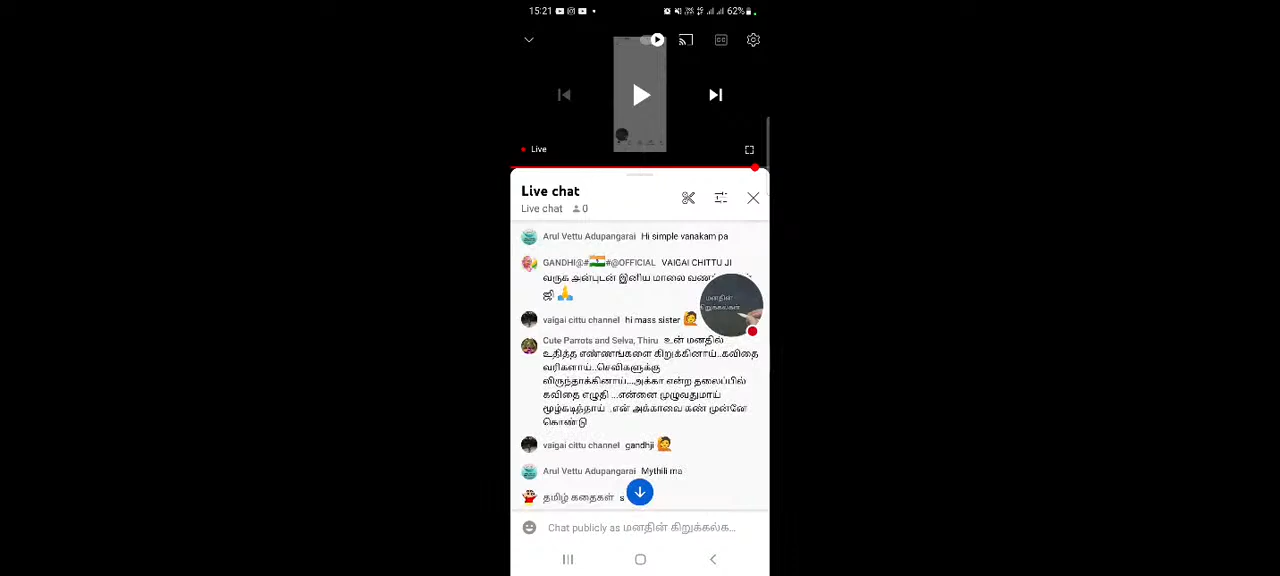 15:21
62%
Live
Live chat
Live chat 0
Arul Vettu Adupangarai Hi simple vanakam pa
GANDHI@#🇮🇳#@OFFICIAL VAIGAI CHITTU JI
வருக அன்புடன் இனிய மாலை
ஜி 🙏
vaigai cittu channel hi mass sister 🙋
மனதின்
கிறுக்கல்கள்
Cute Parrots and Selva, Thiru உன் மனதில்
உதித்த எண்ணங்களை கிறுக்கினாய்..கவிதை
வரிகளாய்..செவிகளுக்கு
விருந்தாக்கினாய்...அக்கா என்ற தலைப்பில்
கவிதை எழுதி ...என்னை முழுவதுமாய்
மூழ்கடித்தாய் ..என் அக்காவை கண் முன்னே
கொண்டு
vaigai cittu channel gandhiji 🙋
Arul Vettu Adupangarai Mythili ma
தமிழ் கதைகள் s
Chat publicly as மனதின் கிறுக்கல்க...